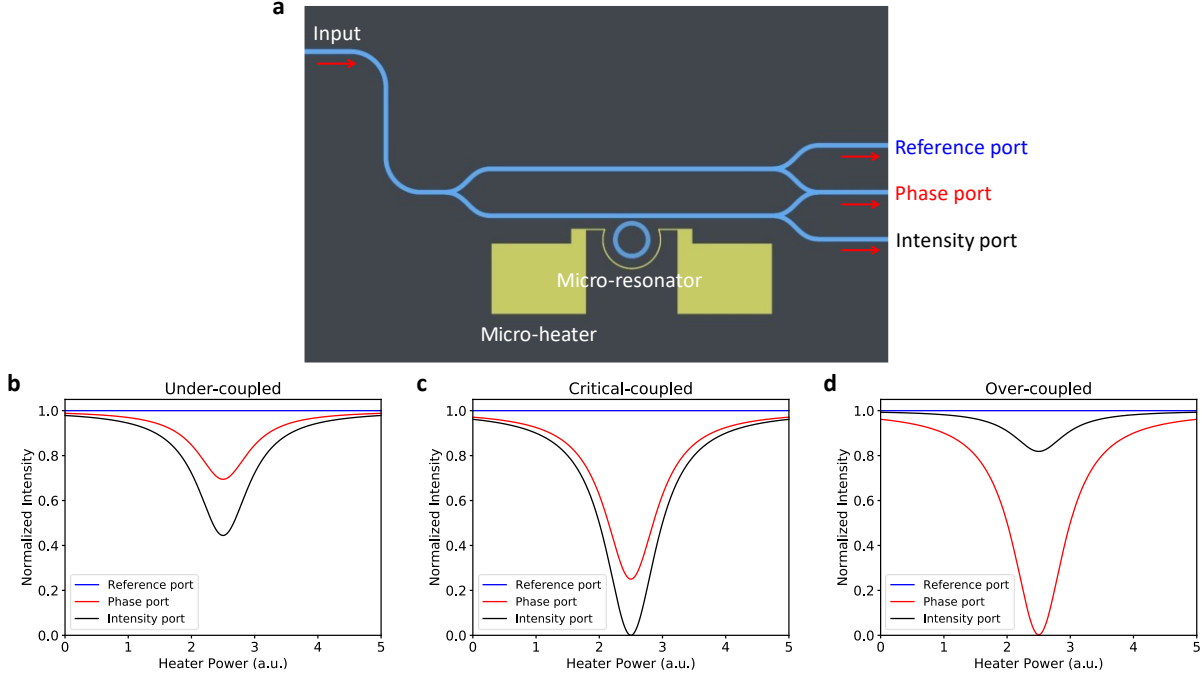 a
Input
Reference port
Phase port
Intensity port
Micro-resonator
Micro-heater
b
Under-coupled
Normalized Intensity
1.0
0.8
0.6
0.4
0.2
0.0
Reference port
Phase port
Intensity port
0 1 2 3 4 5
Heater Power (a.u.)
c
Critical-coupled
Normalized Intensity
1.0
0.8
0.6
0.4
0.2
0.0
Reference port
Phase port
Intensity port
0 1 2 3 4 5
Heater Power (a.u.)
d
Over-coupled
Normalized Intensity
1.0
0.8
0.6
0.4
0.2
0.0
Reference port
Phase port
Intensity port
0 1 2 3 4 5
Heater Power (a.u.)